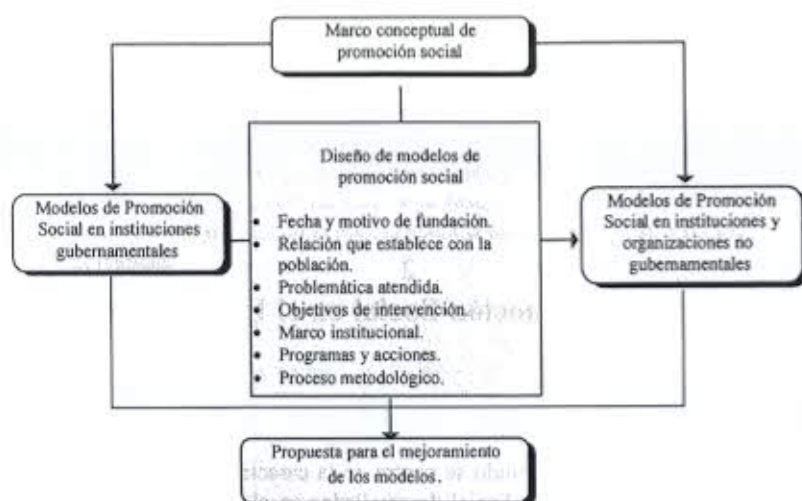 Marco conceptual de
promoción social
Diseño de modelos de
promoción social
• Fecha y motivo de fundación.
• Relación que establece con la
población.
• Problemática atendida.
• Objetivos de intervención.
• Marco institucional.
• Programas y acciones.
• Proceso metodológico.
Modelos de Promoción
Social en instituciones
gubernamentales
Modelos de Promoción
Social en instituciones y
organizaciones no
gubernamentales
Propuesta para el mejoramiento
de los modelos.